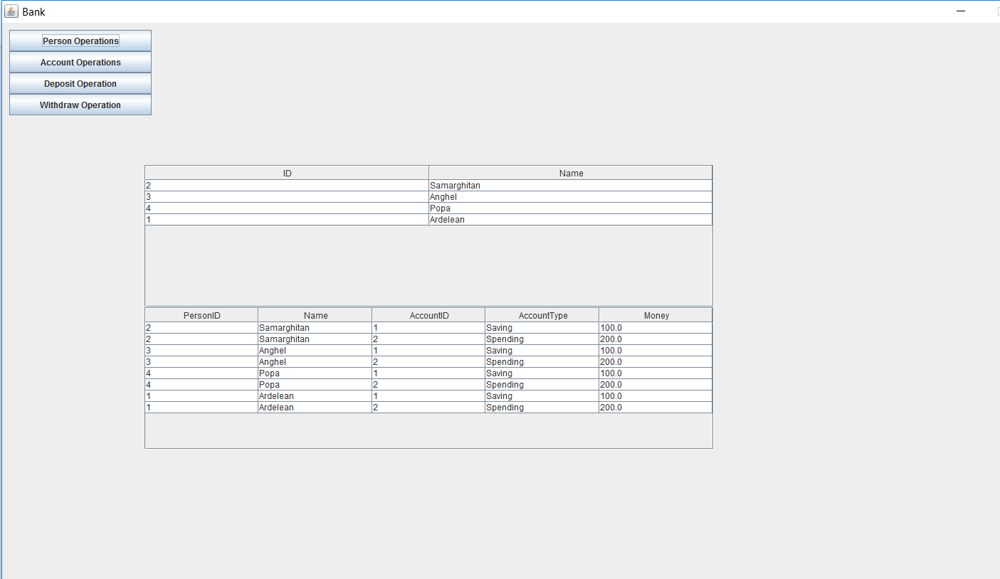 Bank
Person Operations
Account Operations
Deposit Operation
Withdraw Operation
ID Name
2 Samarghitan
3 Anghel
4 Popa
1 Ardelean
PersonID Name AccountID AccountType Money
2 Samarghitan 1 Saving 100.0
2 Samarghitan 2 Spending 200.0
3 Anghel 1 Saving 100.0
3 Anghel 2 Spending 200.0
4 Popa 1 Saving 100.0
4 Popa 2 Spending 200.0
1 Ardelean 1 Saving 100.0
1 Ardelean 2 Spending 200.0